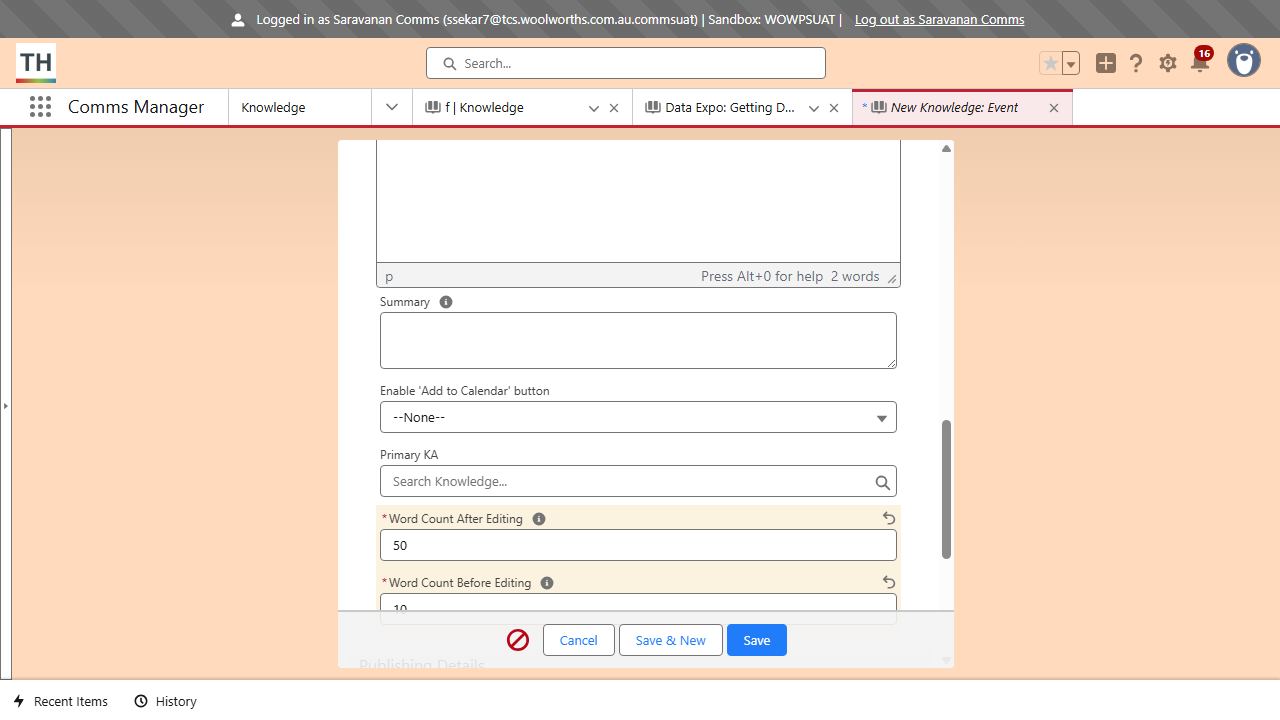 Logged in as Saravanan Comms (ssekar7@tcs.woolworths.com.au.commsuat) | Sandbox: WOWPSUAT | Log out as Saravanan Comms
TH
Search...
16
Comms Manager
Knowledge
f | Knowledge
Data Expo: Getting D...
* New Knowledge: Event
p
Press Alt+0 for help 2 words
Summary
Enable 'Add to Calendar' button
--None--
Primary KA
Search Knowledge...
*Word Count After Editing
50
*Word Count Before Editing
10
Cancel
Save & New
Save
Publishing Details
Recent Items
History